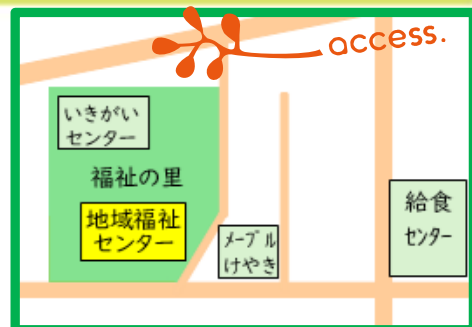 access.
いきがい
センター
福祉の里
地域福祉
センター
メープル
けやき
給食
センター